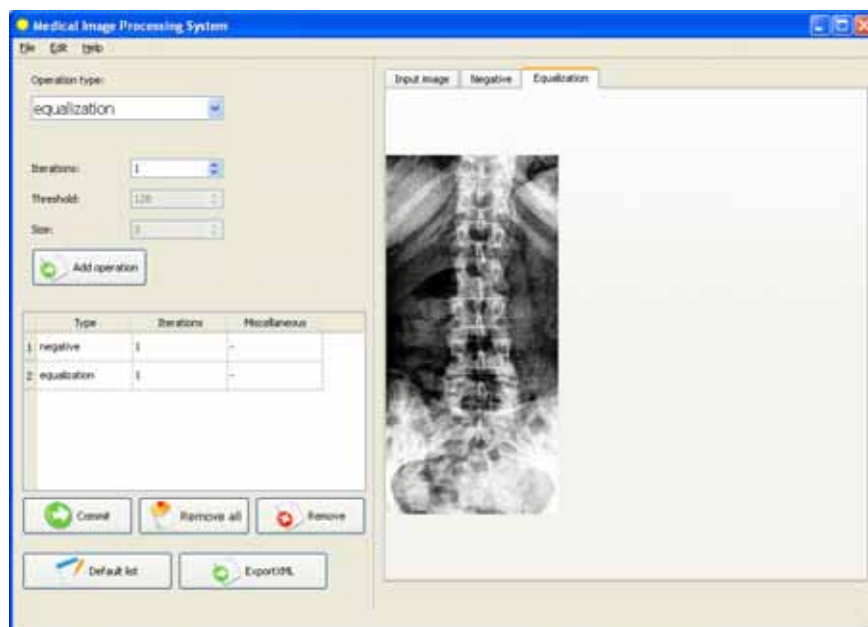 Medical Image Processing System
File Edit Help
Operation type:
equalization
Iterations: 1
Threshold: 128
Size: 3
Add operation
Type Iterations Miscellaneous
1 negative 1 -
2 equalization 1 -
Commit Remove all Remove
Default list ExportXML
Input image Negative Equalization